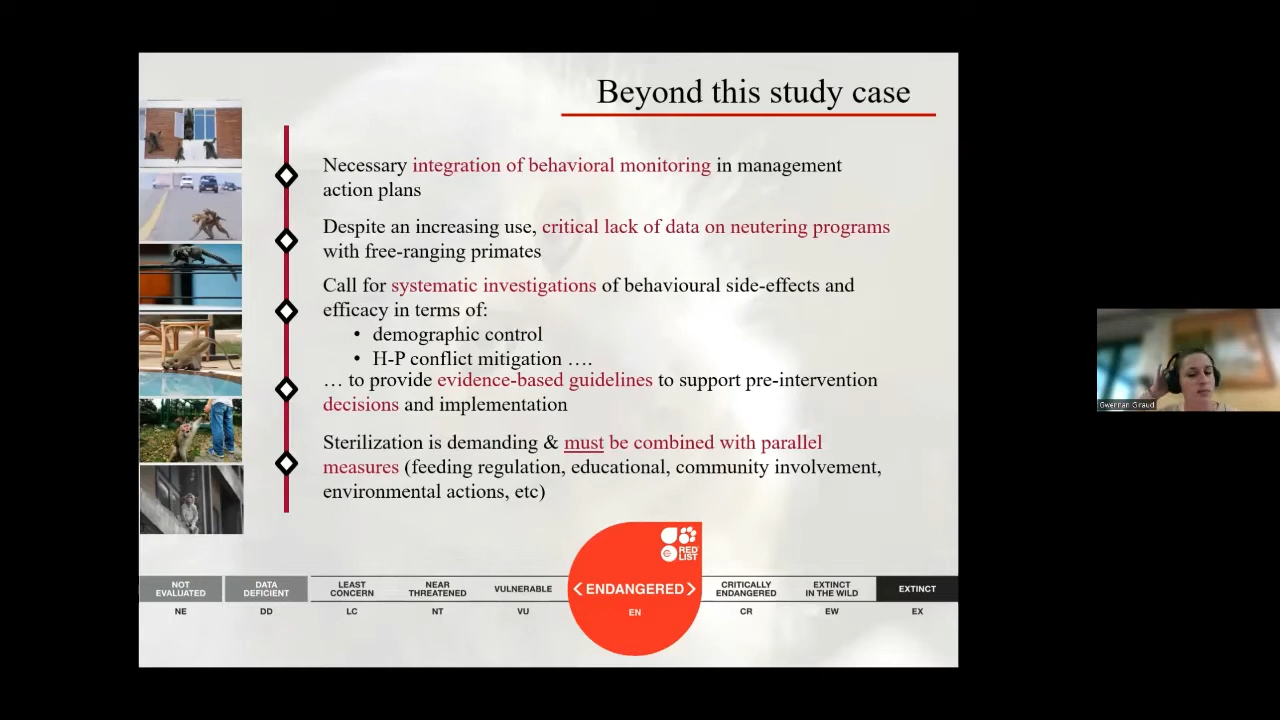 Beyond this study case
Necessary integration of behavioral monitoring in management
action plans
Despite an increasing use, critical lack of data on neutering programs
with free-ranging primates
Call for systematic investigations of behavioural side-effects and
efficacy in terms of:
• demographic control
• H-P conflict mitigation ….
… to provide evidence-based guidelines to support pre-intervention
decisions and implementation
Sterilization is demanding & must be combined with parallel
measures (feeding regulation, educational, community involvement,
environmental actions, etc)
RED
LIST
NOT
EVALUATED
DATA
DEFICIENT
LEAST
CONCERN
NEAR
THREATENED
VULNERABLE
<ENDANGERED>
CRITICALLY
ENDANGERED
EXTINCT
IN THE WILD
EXTINCT
NE
DD
LC
NT
VU
EN
CR
EW
EX
Gwennan Giraud